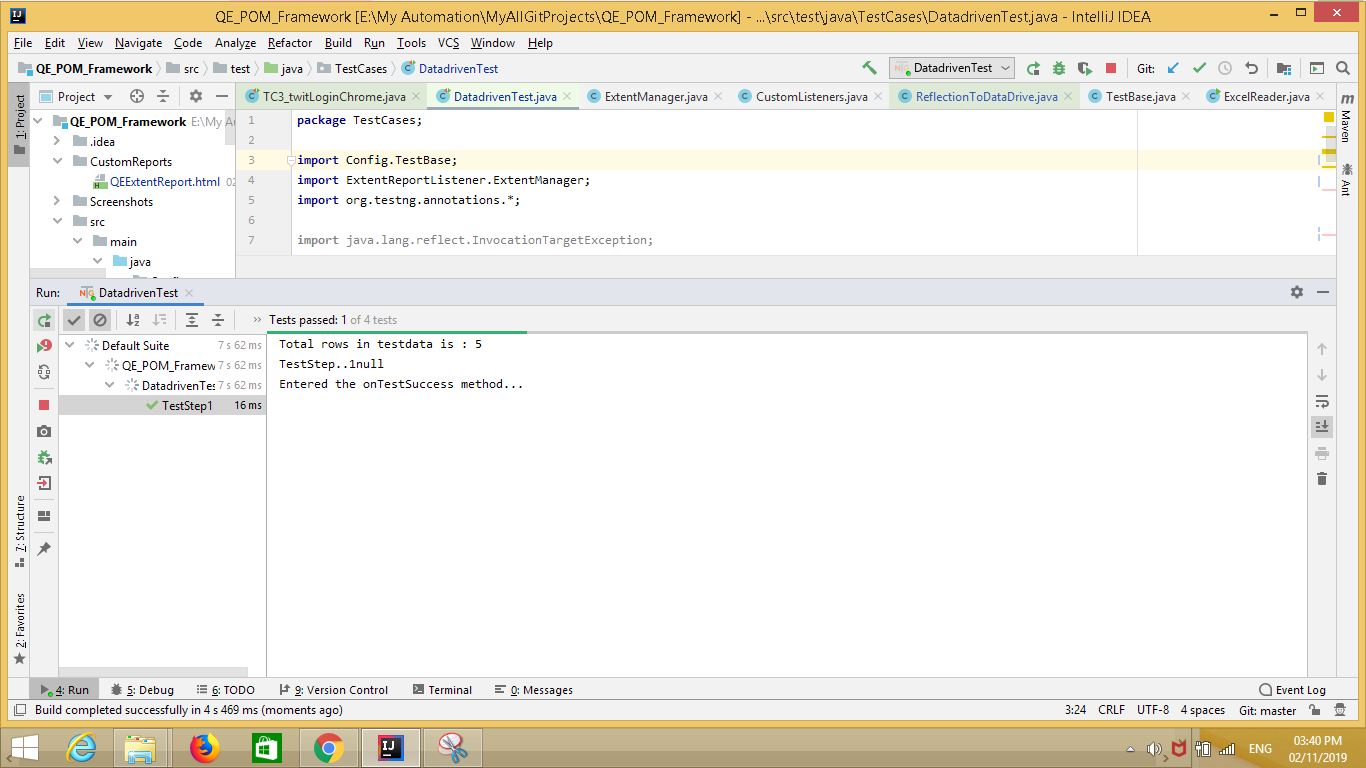 QE_POM_Framework [E:\My Automation\MyAllGitProjects\QE_POM_Framework] - ...\src\test\java\TestCases\DatadrivenTest.java - IntelliJ IDEA
File Edit View Navigate Code Analyze Refactor Build Run Tools VCS Window Help
QE_POM_Framework src test java TestCases DatadrivenTest DatadrivenTest Git:
1: Project
Project
TC3_twitLoginChrome.java DatadrivenTest.java ExtentManager.java CustomListeners.java ReflectionToDataDrive.java TestBase.java ExcelReader.java
QE_POM_Framework E:\My A
.idea
CustomReports
QEExtentReport.html 02
Screenshots
src
main
java
1 package TestCases;
2
3 import Config.TestBase;
4 import ExtentReportListener.ExtentManager;
5 import org.testng.annotations.*;
6
7 import java.lang.reflect.InvocationTargetException;
Maven
Ant
Run: DatadrivenTest
Tests passed: 1 of 4 tests
Default Suite 7 s 62 ms
QE_POM_Framew 7 s 62 ms
DatadrivenTes 7 s 62 ms
TestStep1 16 ms
Total rows in testdata is : 5
TestStep..1null
Entered the onTestSuccess method...
7: Structure
2: Favorites
4: Run 5: Debug 6: TODO 9: Version Control Terminal 0: Messages Event Log
Build completed successfully in 4 s 469 ms (moments ago) 3:24 CRLF UTF-8 4 spaces Git: master
ENG
03:40 PM
02/11/2019